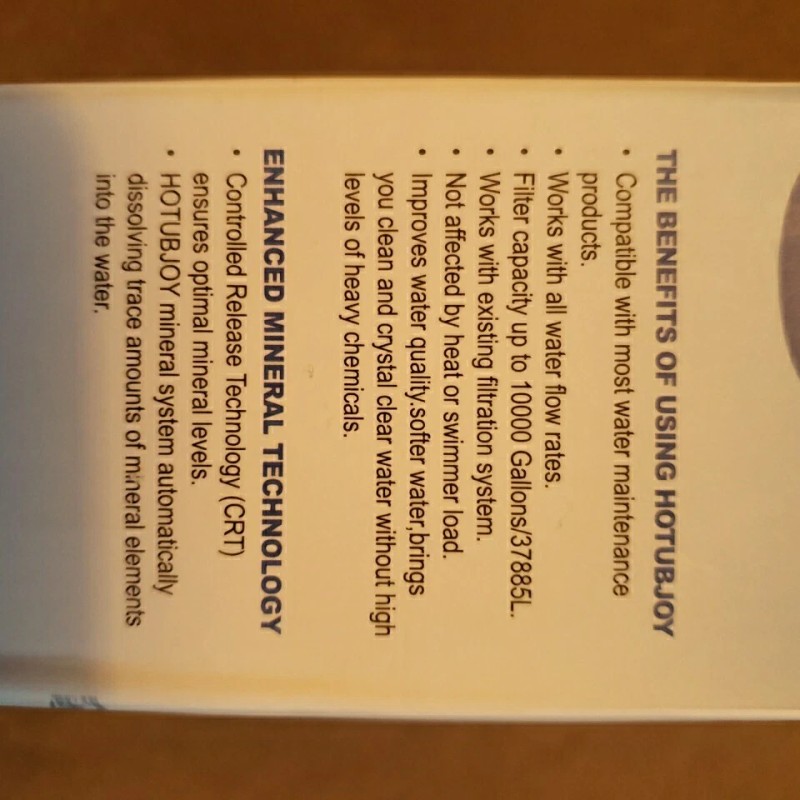 THE BENEFITS OF USING HOTUBJOY
• Compatible with most water maintenance
products.
• Works with all water flow rates.
• Filter capacity up to 10000 Gallons/37885L.
• Works with existing filtration system.
• Not affected by heat or swimmer load.
• Improves water quality.softer water,brings
you clean and crystal clear water without high
levels of heavy chemicals.
ENHANCED MINERAL TECHNOLOGY
• Controlled Release Technology (CRT)
ensures optimal mineral levels.
• HOTUBJOY mineral system automatically
dissolving trace amounts of mineral elements
into the water.